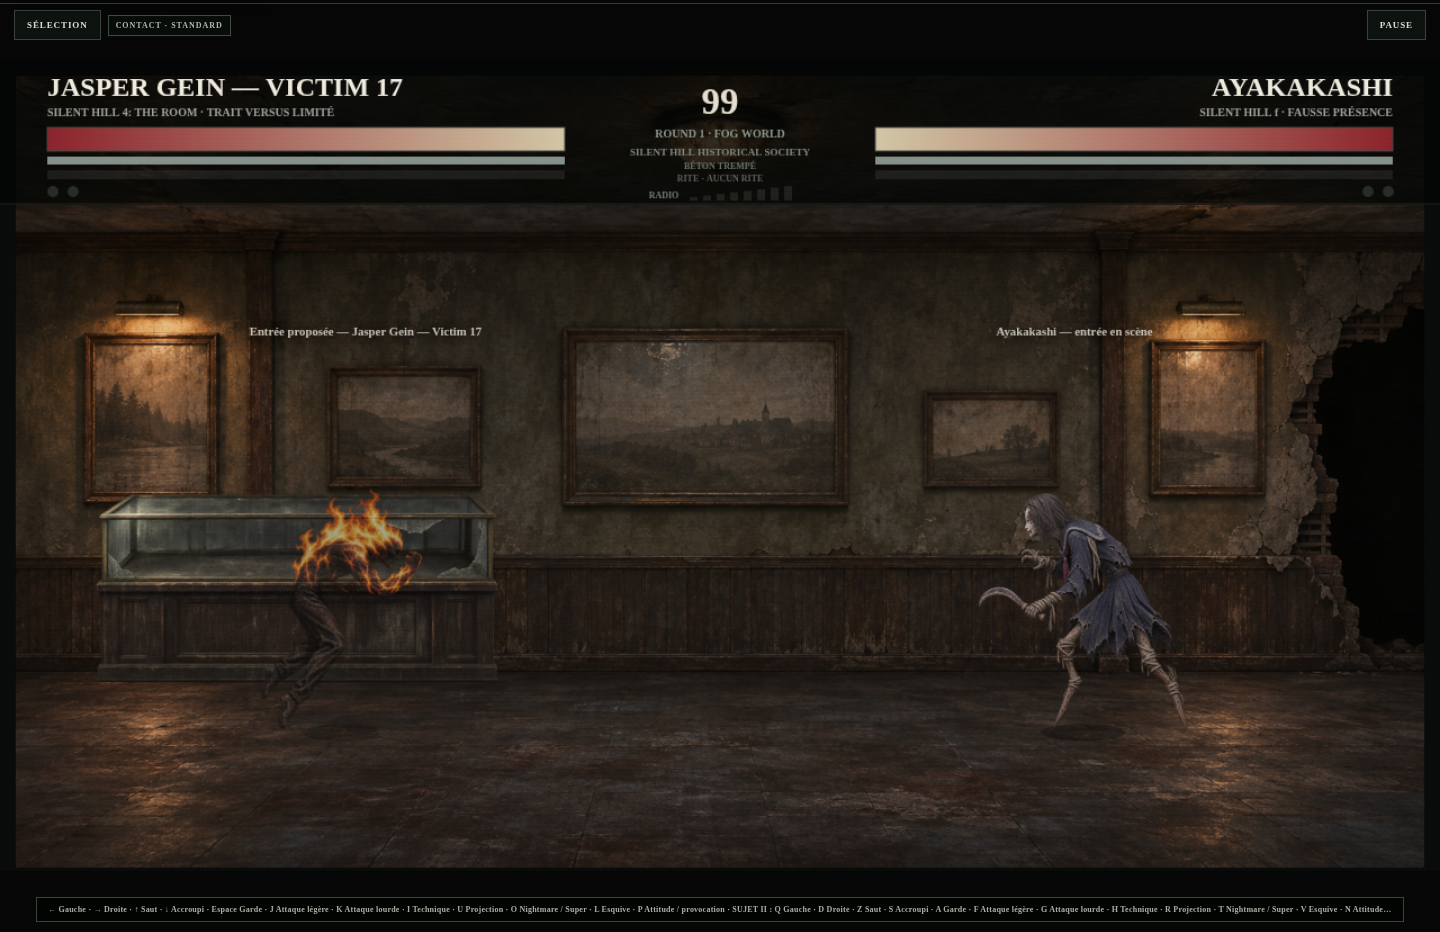 SÉLECTION
CONTACT · STANDARD
PAUSE
JASPER GEIN — VICTIM 17
SILENT HILL 4: THE ROOM · TRAIT VERSUS LIMITÉ
99
ROUND 1 · FOG WORLD
SILENT HILL HISTORICAL SOCIETY
BÉTON TREMPÉ
RITE · AUCUN RITE
RADIO
AYAKAKASHI
SILENT HILL f · FAUSSE PRÉSENCE
Entrée proposée — Jasper Gein — Victim 17
Ayakakashi — entrée en scène
← Gauche · → Droite · ↑ Saut · ↓ Accroupi · Espace Garde · J Attaque légère · K Attaque lourde · I Technique · U Projection · O Nightmare / Super · L Esquive · P Attitude / provocation · SUJET II : Q Gauche · D Droite · Z Saut · S Accroupi · A Garde · F Attaque légère · G Attaque lourde · H Technique · R Projection · T Nightmare / Super · V Esquive · N Attitude…